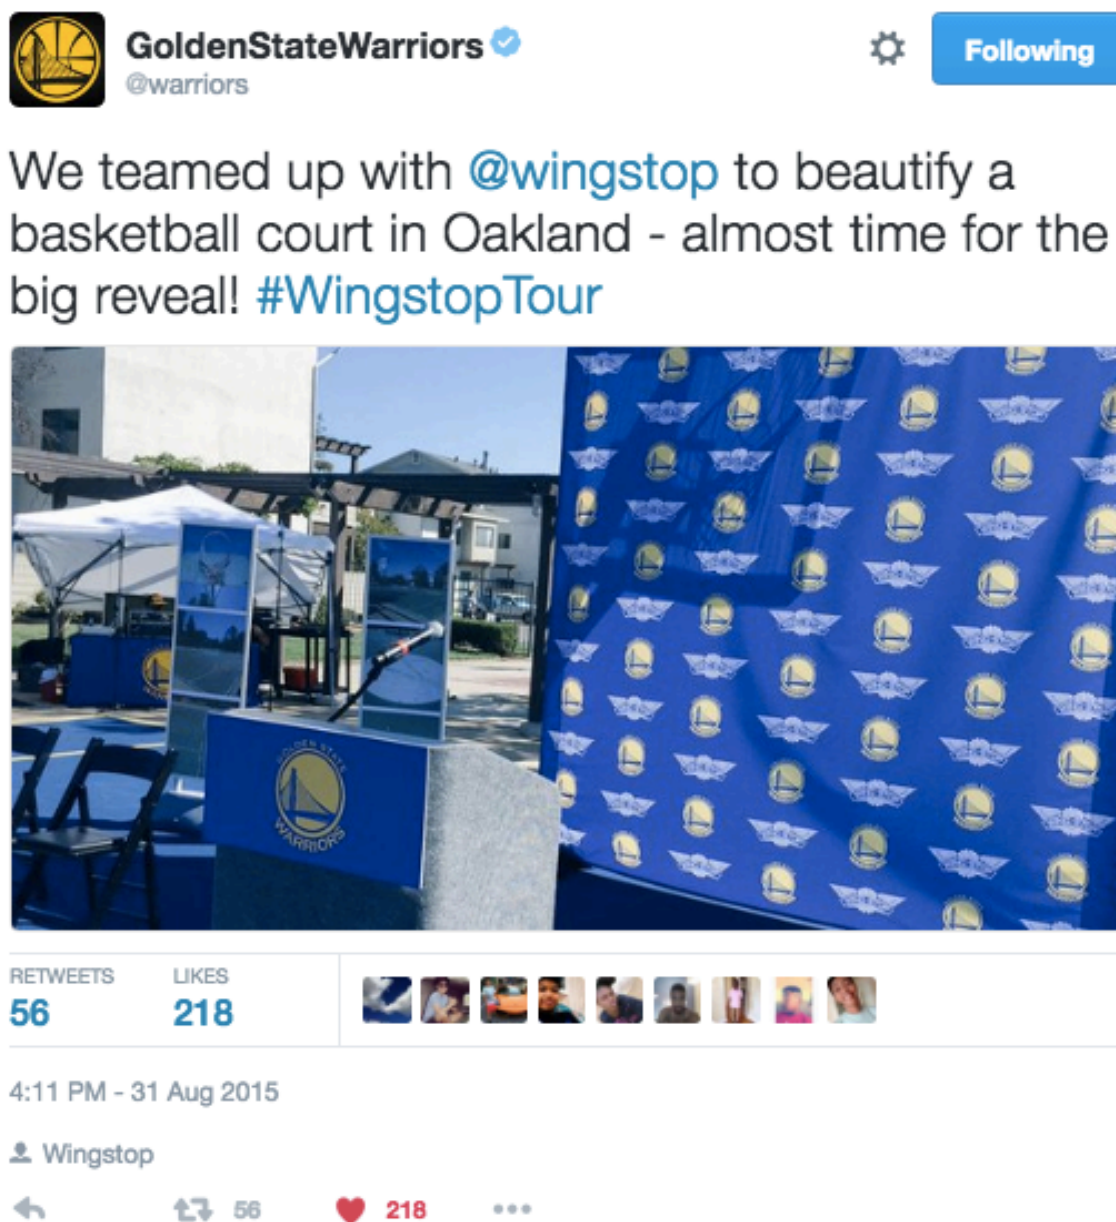 GoldenStateWarriors
@warriors
Following
We teamed up with @wingstop to beautify a
basketball court in Oakland - almost time for the
big reveal! #WingstopTour
GOLDEN STATE
WARRIORS
RETWEETS
56
LIKES
218
4:11 PM - 31 Aug 2015
Wingstop
56
218